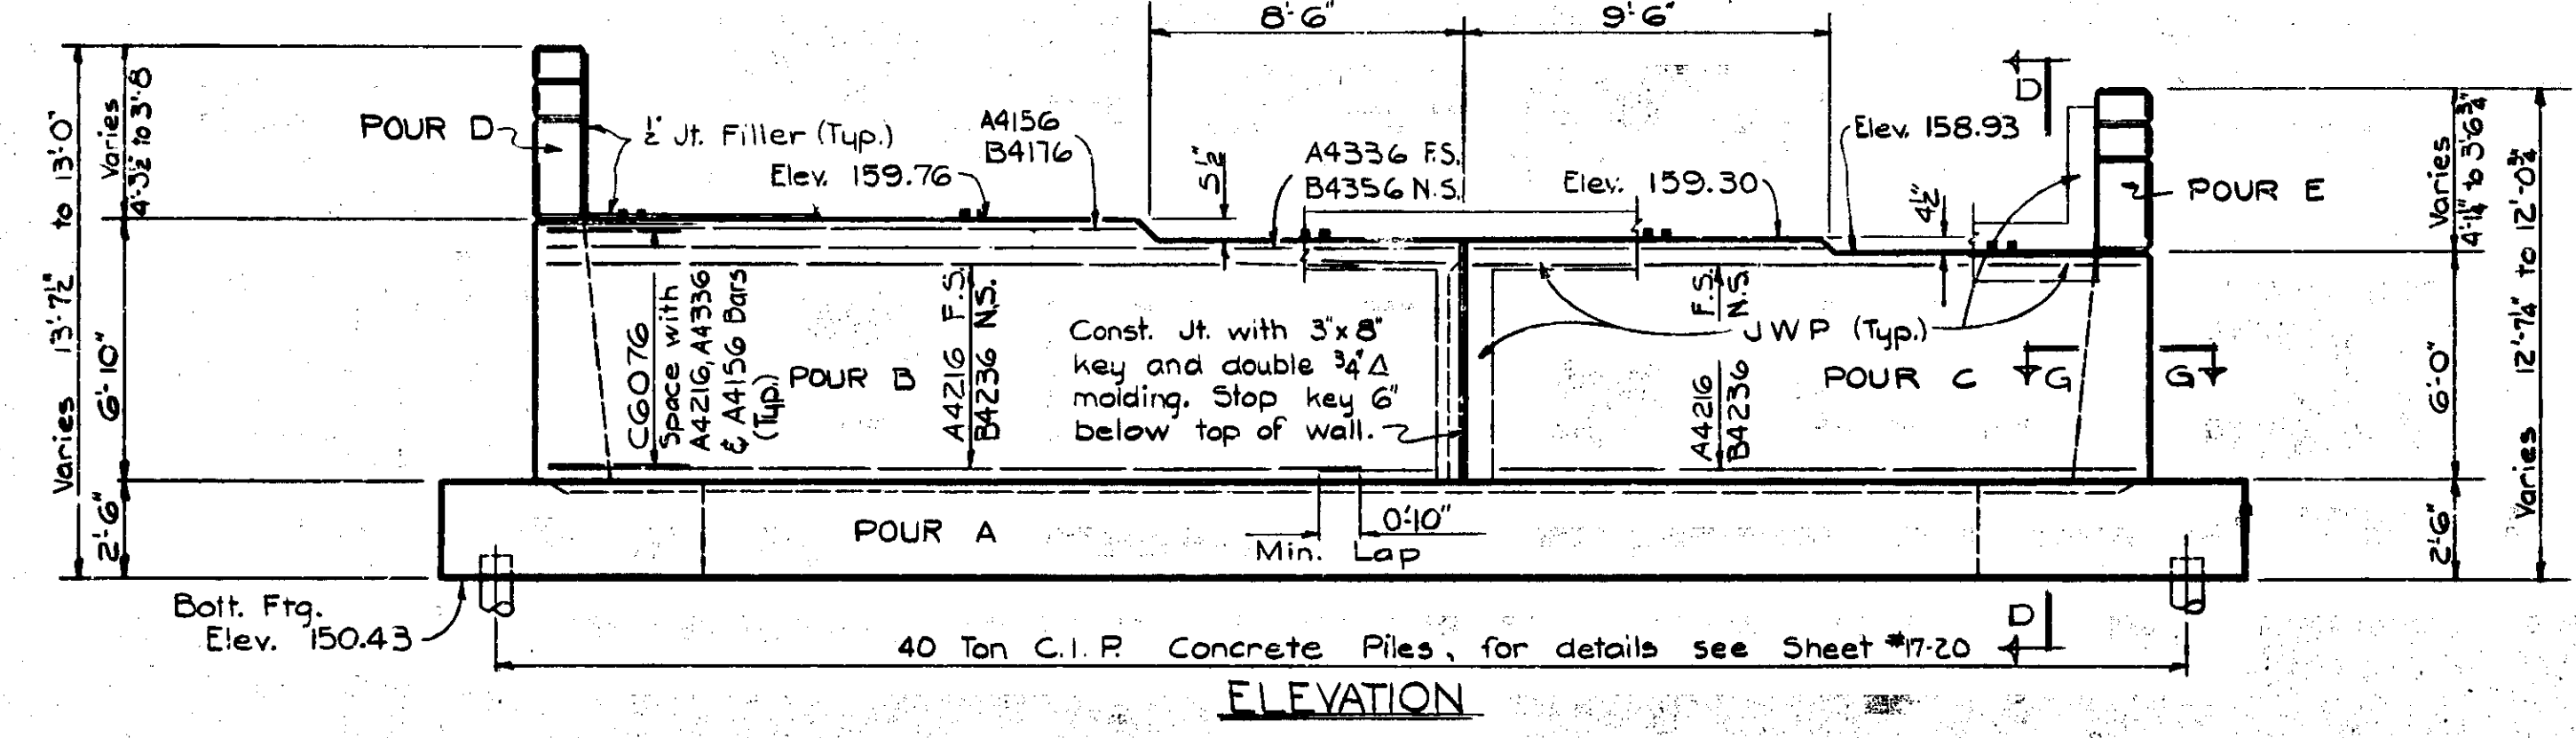 8'-6"
9'-6"
Varies 13'-7½" to 13'-0"
Varies
4'-3½" to 3'-8
6'-10"
2'-6"
POUR D
½" Jt. Filler (Typ.)
Elev. 159.76
A4156
B4176
5½"
A4336 F.S.
B4356 N.S.
Elev. 159.30
Elev. 158.93
4½"
D
POUR E
Varies
4'-1¼" to 3'-6¾"
Varies 12'-7¼" to 12'-0¾"
6'-0"
2'-6"
C6076
Space with
A4216, A4336
& A4156 Bars
(Typ.)
POUR B
A4216 F.S.
B4236 N.S.
Const. Jt. with 3"x 8"
key and double ¾" Δ
molding. Stop key 6"
below top of wall.
F.S.
N.S.
A4216
B4236
JWP (Typ.)
POUR C
G
G
POUR A
0'-10"
Min. Lap
Bott. Ftg.
Elev. 150.43
D
40 Ton C.I.P. Concrete Piles, for details see Sheet #17-20
ELEVATION